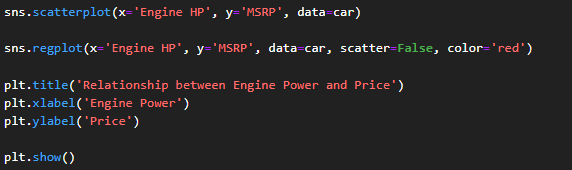 sns.scatterplot(x='Engine HP', y='MSRP', data=car)
sns.regplot(x='Engine HP', y='MSRP', data=car, scatter=False, color='red')
plt.title('Relationship between Engine Power and Price')
plt.xlabel('Engine Power')
plt.ylabel('Price')
plt.show()